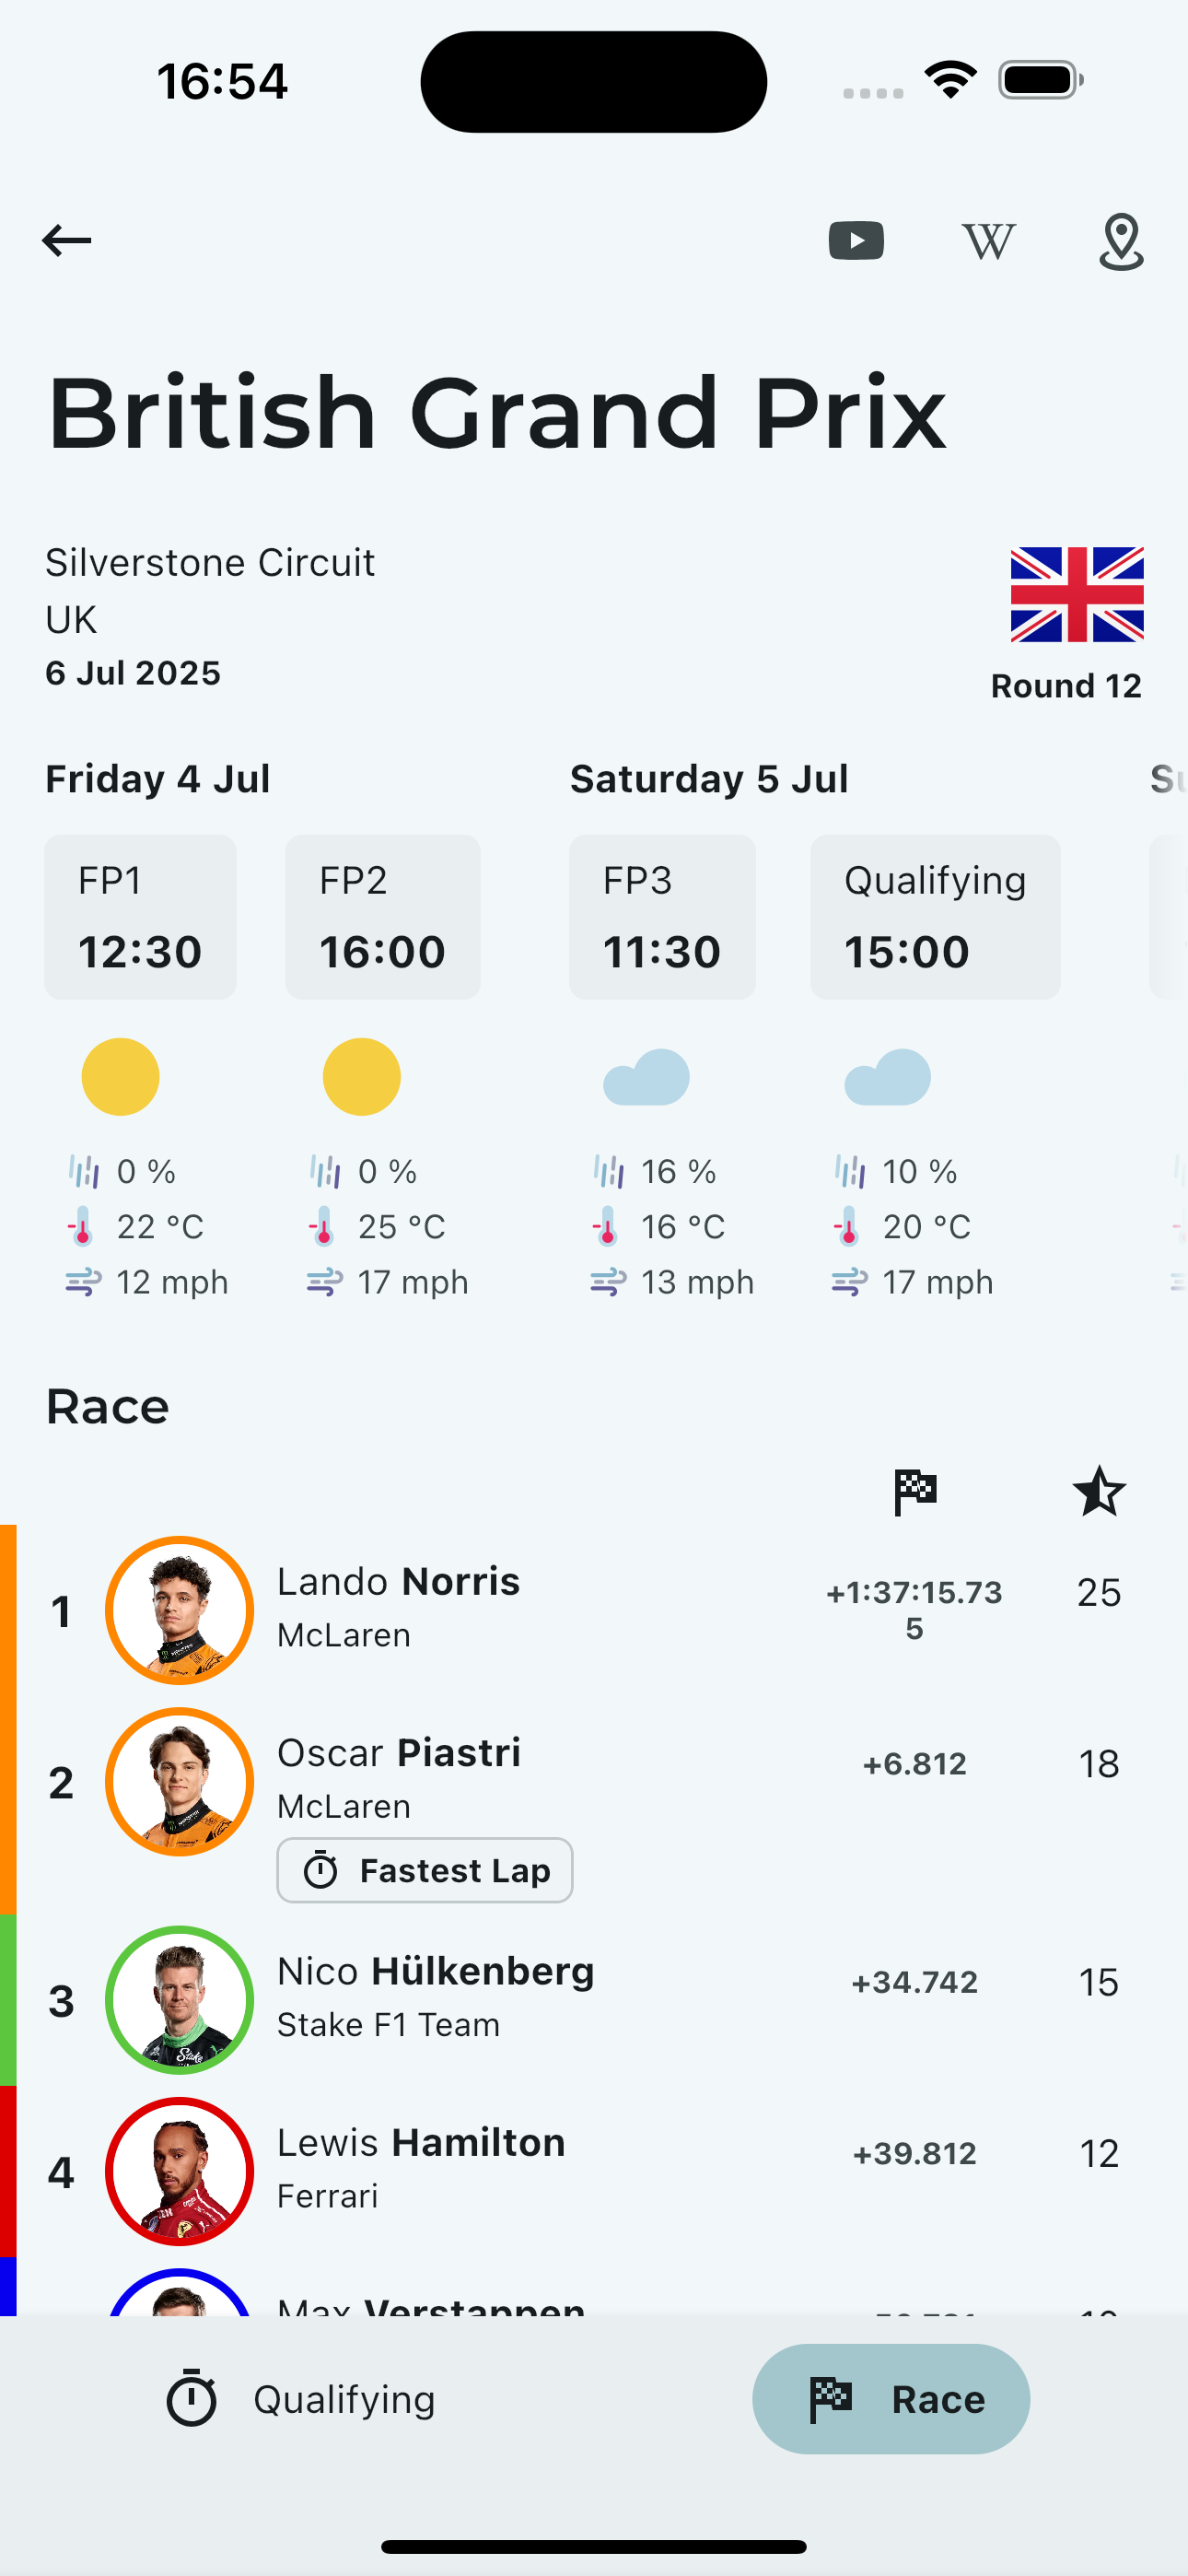 16:54
W
British Grand Prix
Silverstone Circuit
UK
6 Jul 2025
Round 12
Friday 4 Jul
Saturday 5 Jul
FP1
12:30
FP2
16:00
FP3
11:30
Qualifying
15:00
0 %
0 %
16 %
10 %
22 °C
25 °C
16 °C
20 °C
12 mph
17 mph
13 mph
17 mph
Race
1
Lando Norris
McLaren
+1:37:15.73
5
25
2
Oscar Piastri
McLaren
Fastest Lap
+6.812
18
3
Nico Hülkenberg
Stake F1 Team
+34.742
15
4
Lewis Hamilton
Ferrari
+39.812
12
Max Verstappen
Qualifying
Race